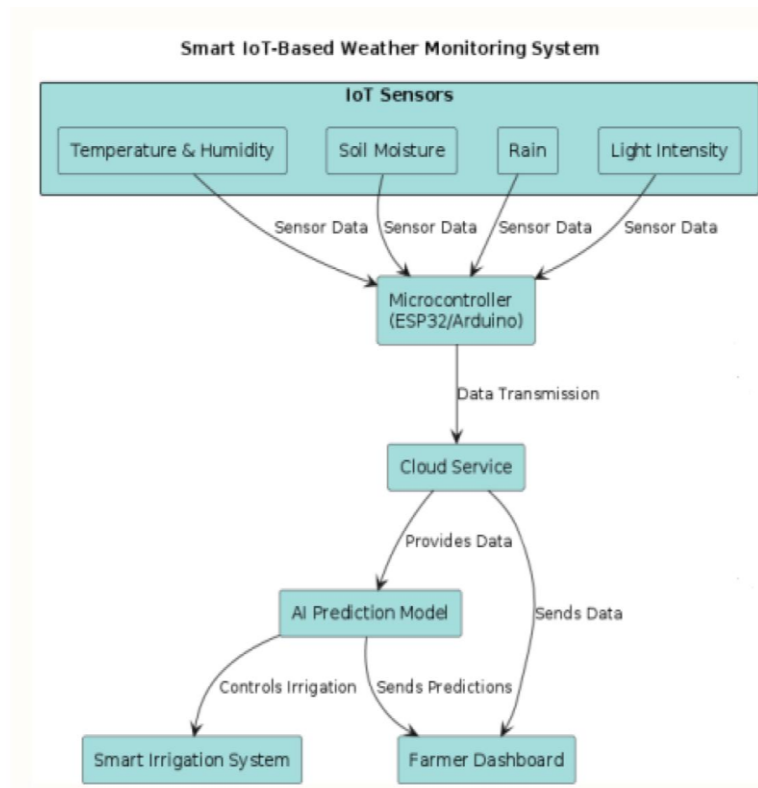 Smart IoT-Based Weather Monitoring System
IoT Sensors
Temperature & Humidity
Soil Moisture
Rain
Light Intensity
Sensor Data
Sensor Data
Sensor Data
Sensor Data
Microcontroller
(ESP32/Arduino)
Data Transmission
Cloud Service
Provides Data
AI Prediction Model
Sends Data
Controls Irrigation
Sends Predictions
Smart Irrigation System
Farmer Dashboard